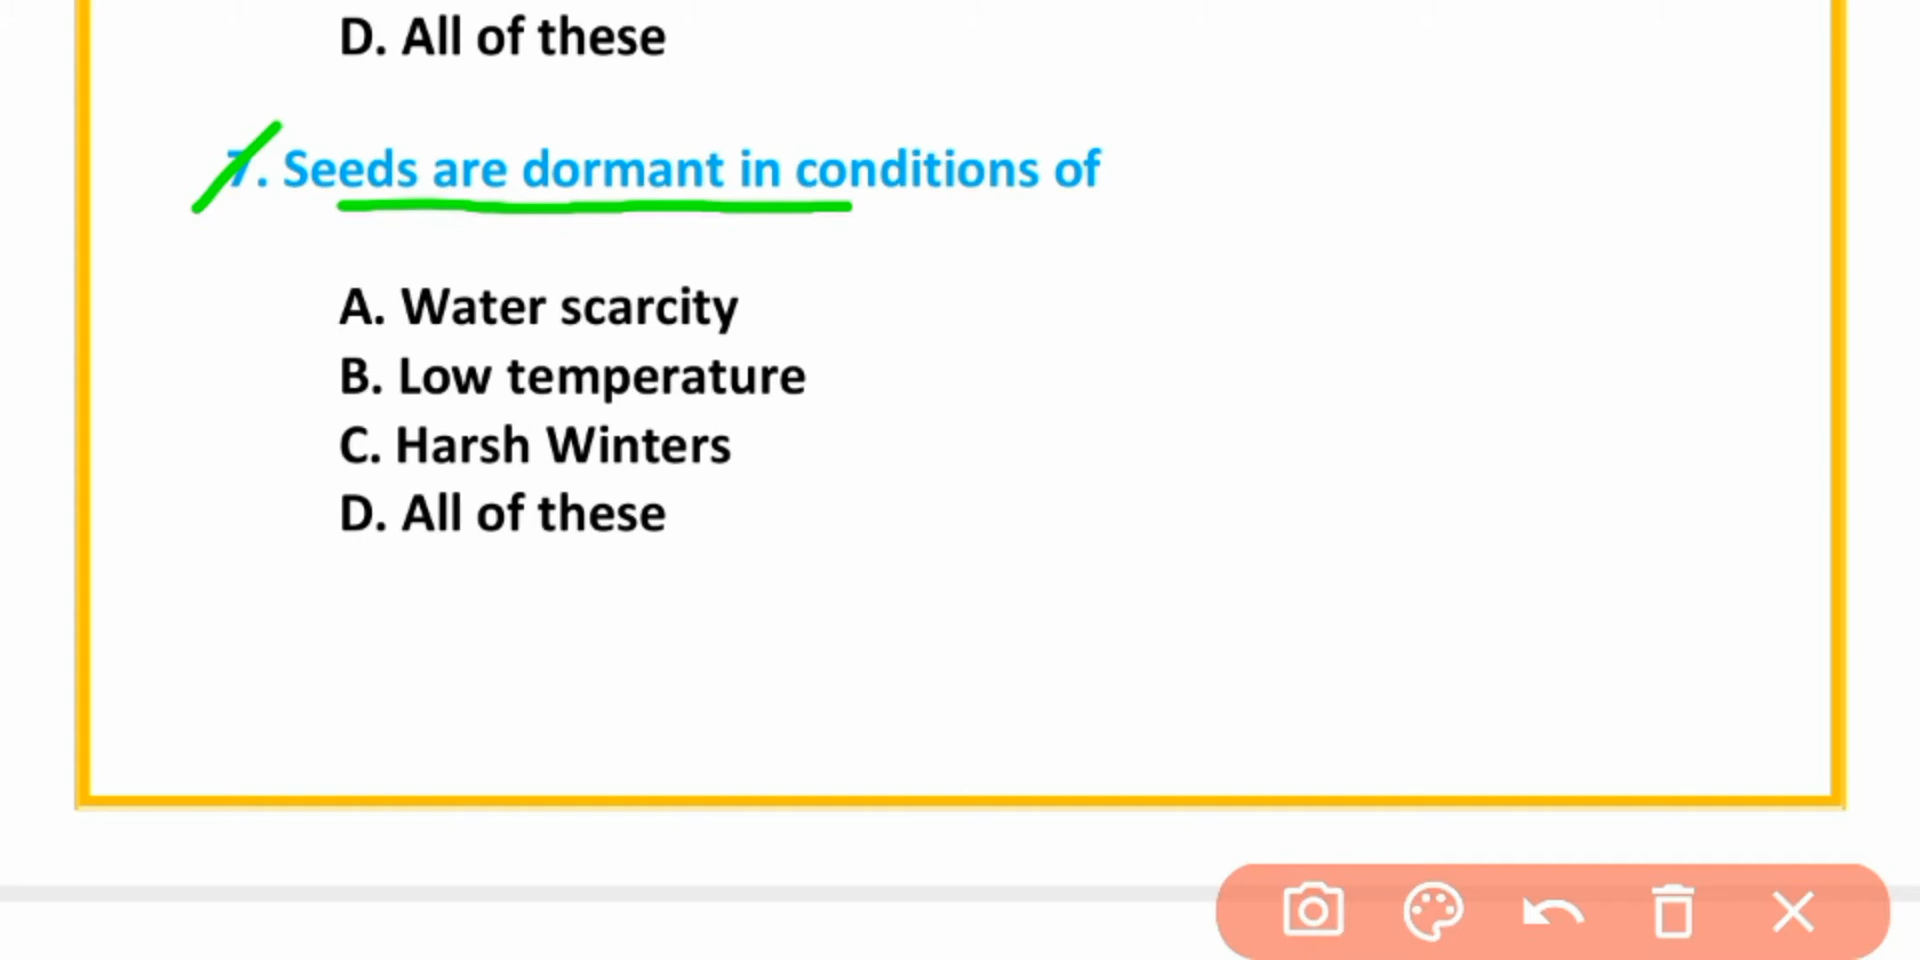 D. All of these
7. Seeds are dormant in conditions of
A. Water scarcity
B. Low temperature
C. Harsh Winters
D. All of these